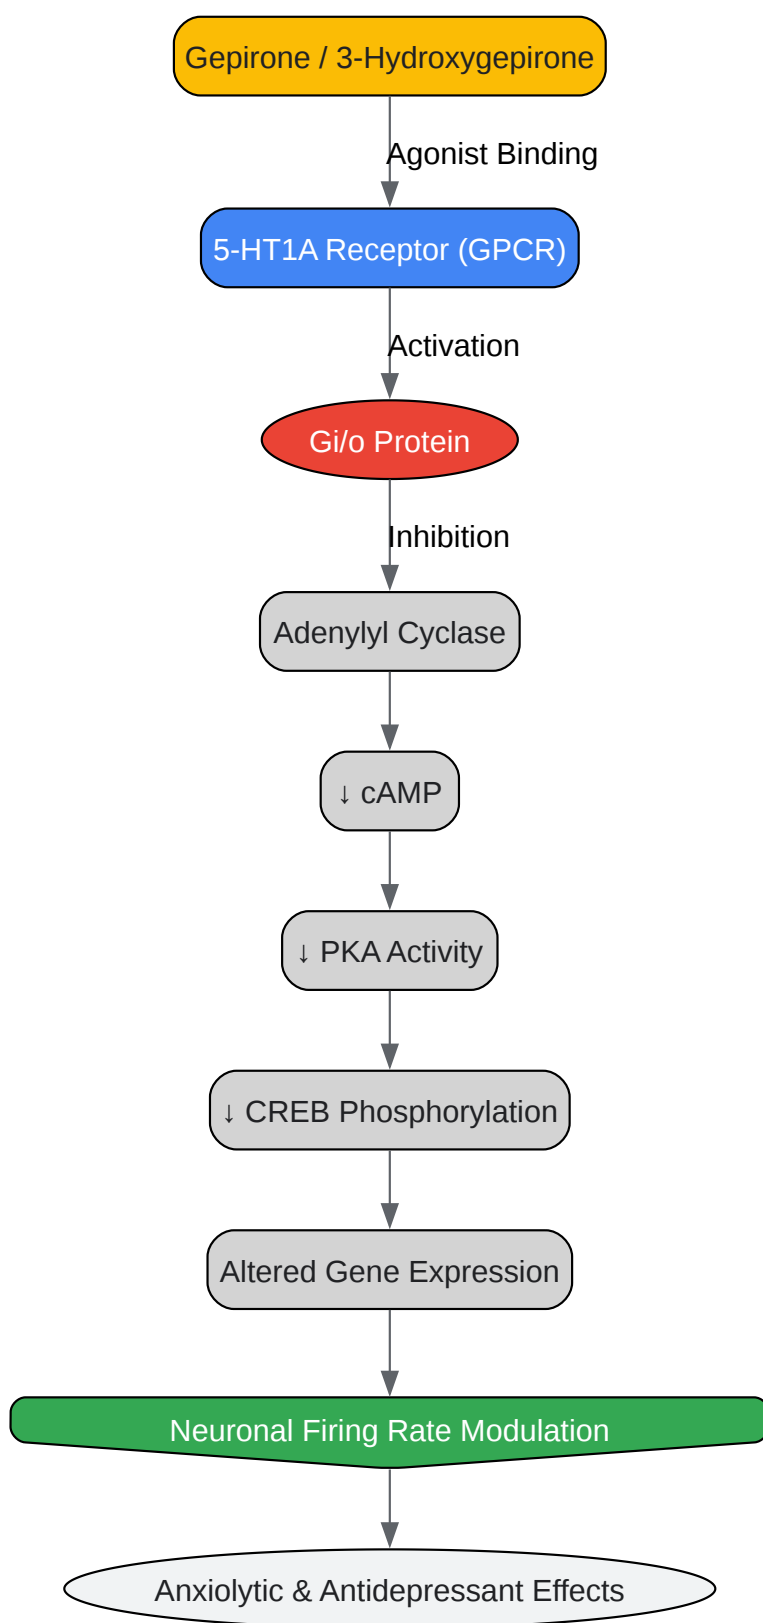 Gepirone / 3-Hydroxygepirone
Agonist Binding
5-HT1A Receptor (GPCR)
Activation
Gi/o Protein
Inhibition
Adenylyl Cyclase
↓ cAMP
↓ PKA Activity
↓ CREB Phosphorylation
Altered Gene Expression
Neuronal Firing Rate Modulation
Anxiolytic & Antidepressant Effects